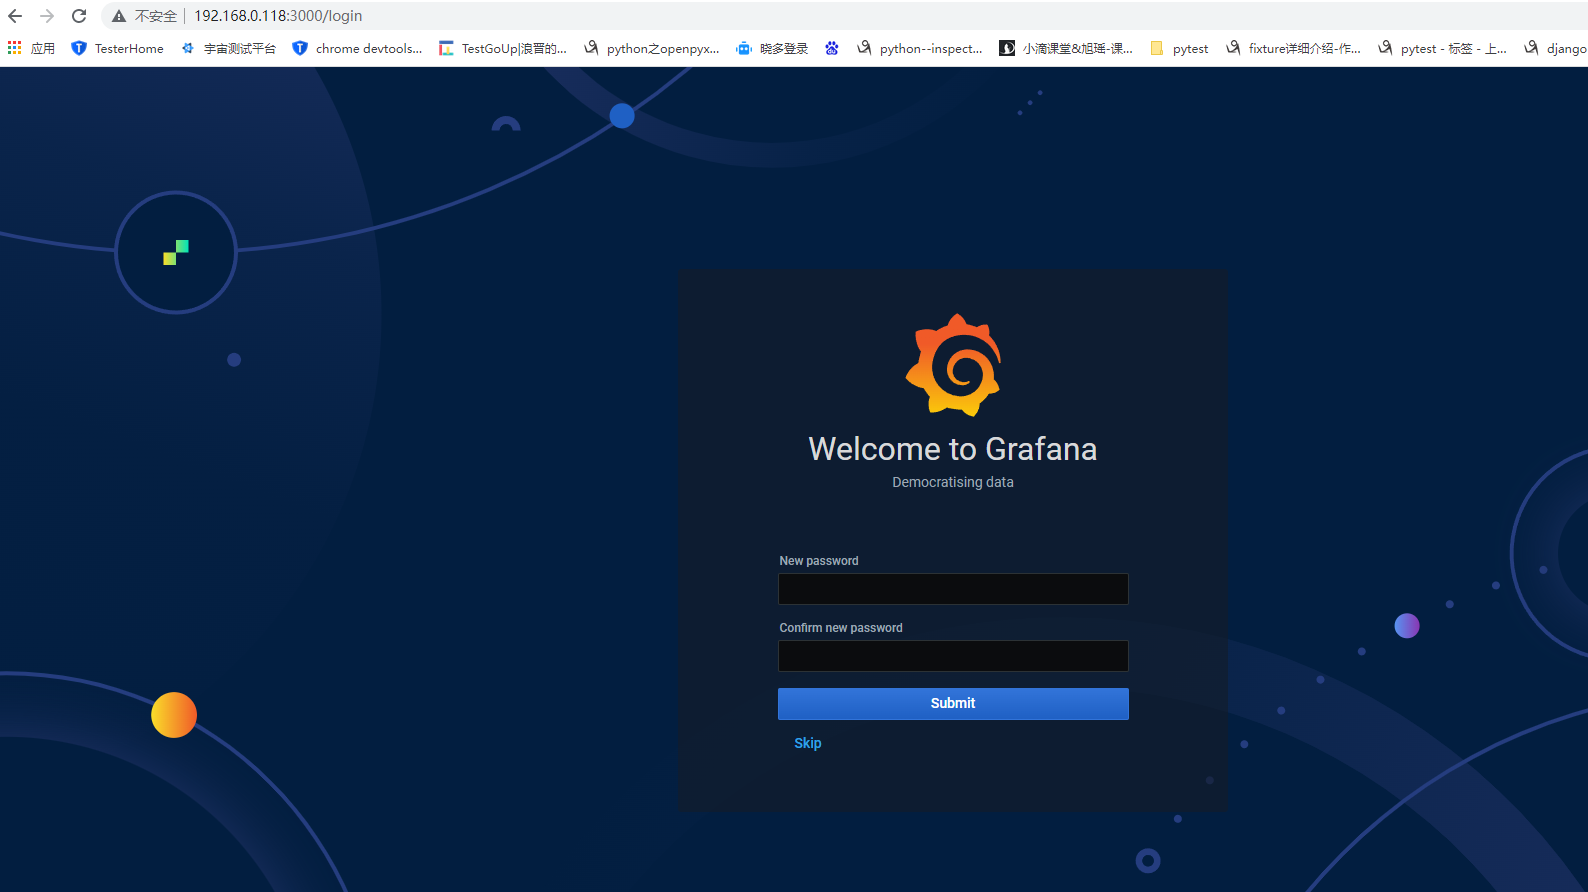 不安全 192.168.0.118:3000/login
应用 TesterHome 宇宙测试平台 chrome devtools... TestGoUp|浪晋的... python之openpyx... 晓多登录 python--inspect... 小滴课堂&旭瑶-课... pytest fixture详细介绍-作... pytest - 标签 - 上... django
Welcome to Grafana
Democratising data
New password
Confirm new password
Submit
Skip